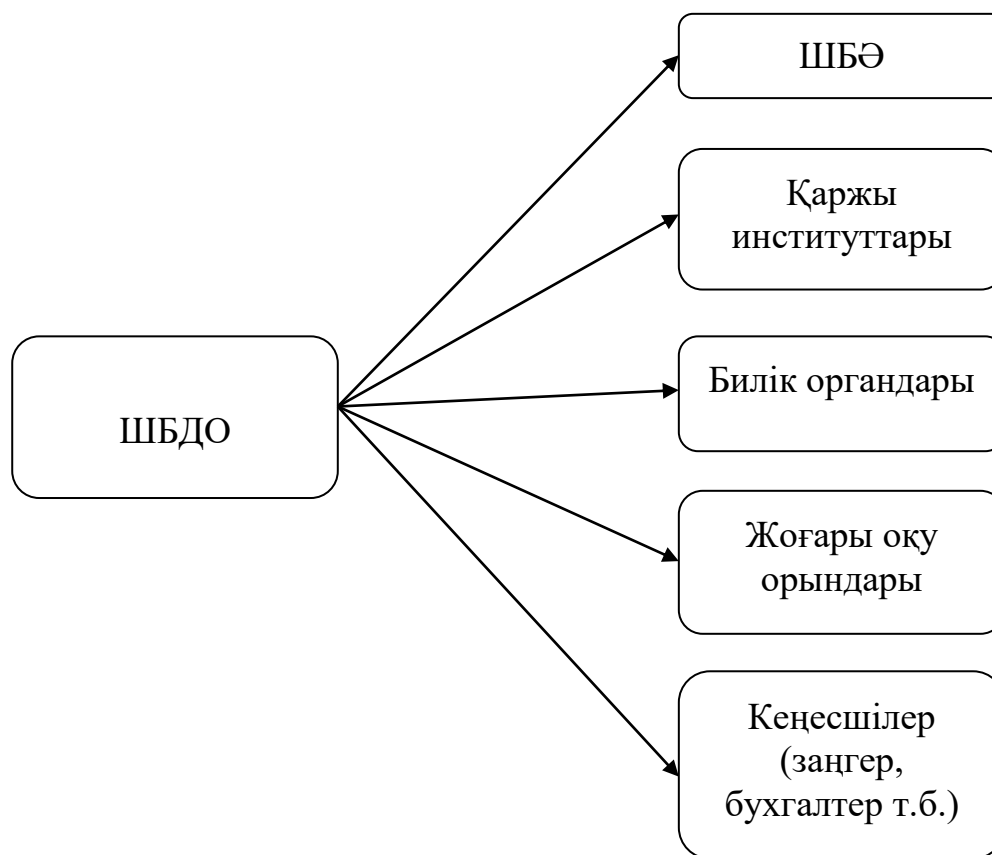 ШБӘ
Қаржы
институттары
Билік органдары
ШБДО
Жоғары оқу
орындары
Кеңесшілер
(заңгер,
бухгалтер т.б.)